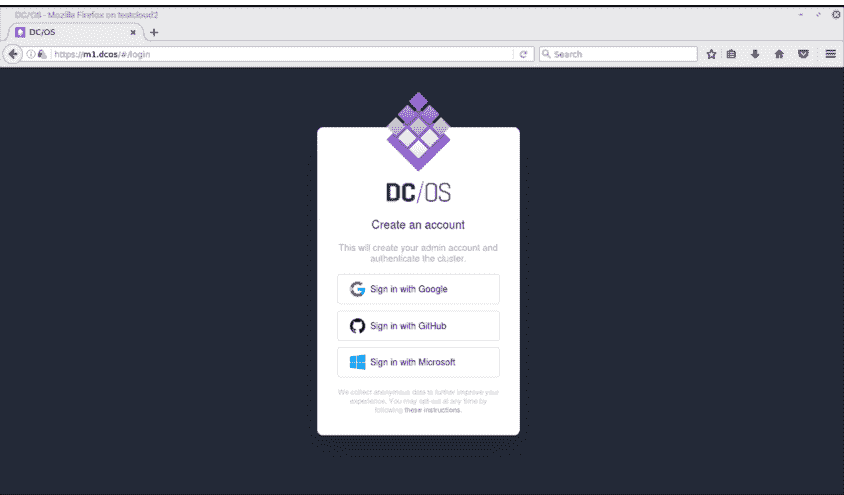 DC/OS - Mozilla Firefox on testcloud2
DC/OS
https://m1.dcos/#/login
Search
DC/OS
Create an account
This will create your admin account and
authenticate the cluster.
Sign in with Google
Sign in with GitHub
Sign in with Microsoft
We collect anonymous data to further improve your
experience. You may opt out at any time by
following these instructions.